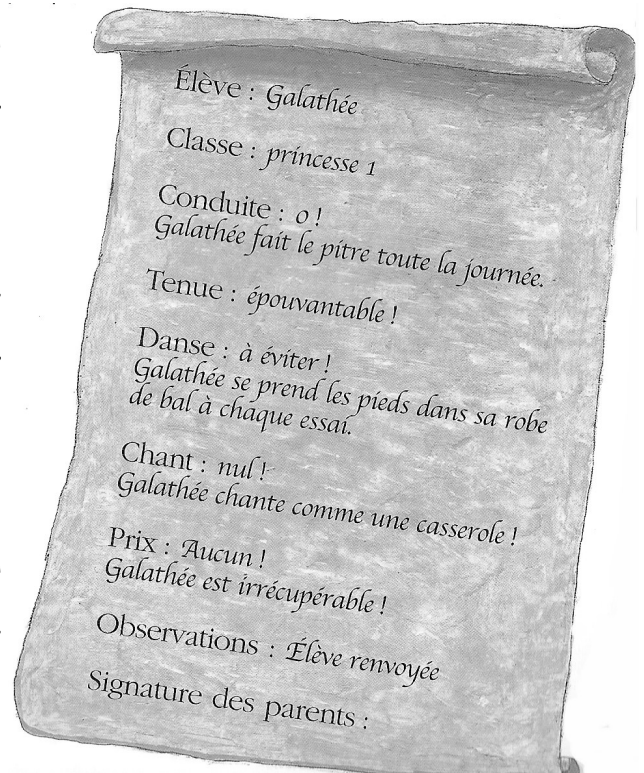 Élève : Galathée
Classe : princesse 1
Conduite : 0 !
Galathée fait le pitre toute la journée.
Tenue : épouvantable !
Danse : à éviter !
Galathée se prend les pieds dans sa robe
de bal à chaque essai.
Chant : nul !
Galathée chante comme une casserole !
Prix : Aucun !
Galathée est irrécupérable !
Observations : Élève renvoyée
Signature des parents :